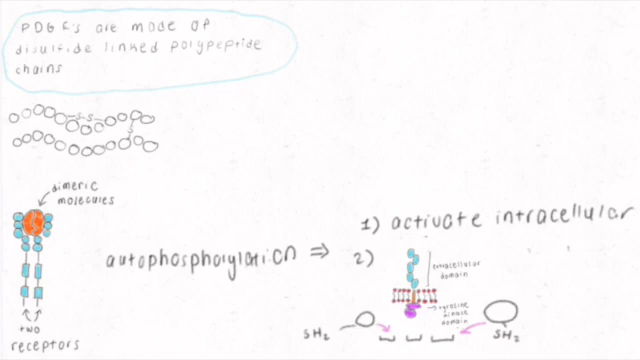 PDGF's are made of
disulfide linked polypeptide
chains
S-S
S
S
dimeric
molecules
two
receptors
autophosphorylation ⇒
1) activate intracellular
2)
extracellular
domain
→ tyrosine
kinase
domain
SH2
SH2